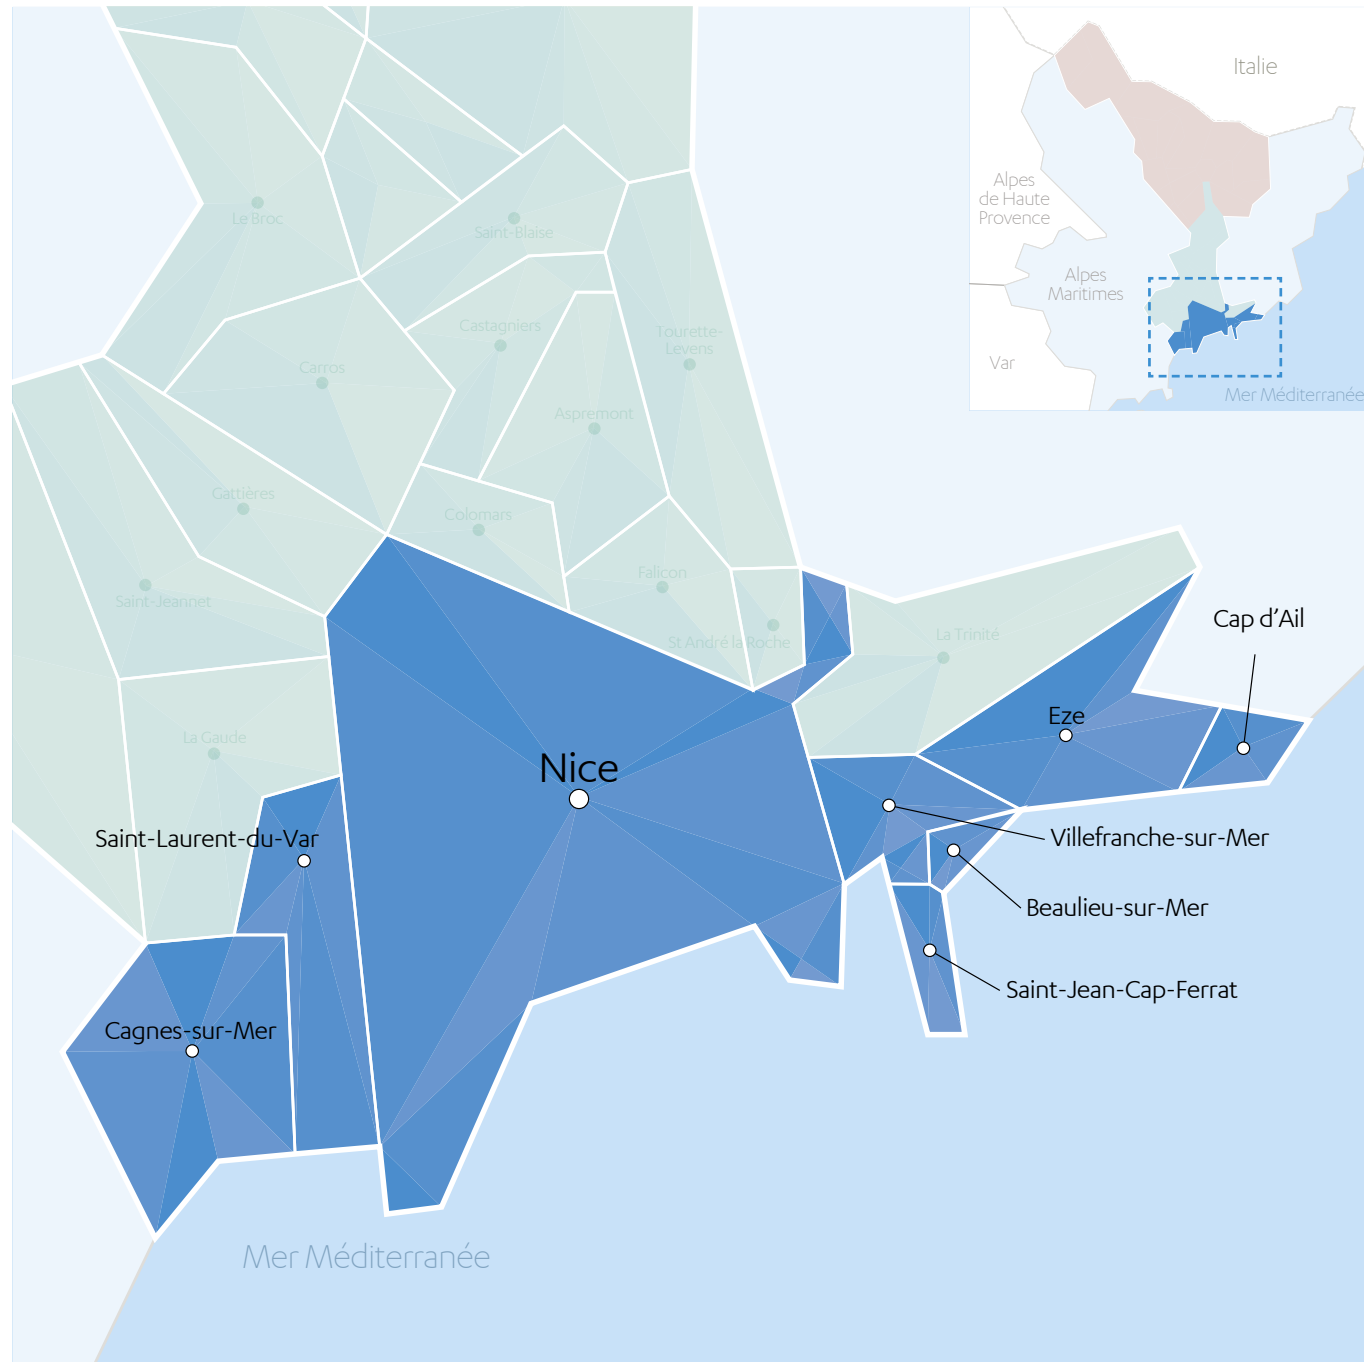 Italie
Alpes
de Haute
Provence
Alpes
Maritimes
Var
Mer Méditerranée
Le Broc
Saint-Blaise
Castagniers
Tourette-
Levens
Carros
Aspremont
Gattières
Colomars
Falicon
Saint-Jeannet
St André la Roche
La Trinité
Cap d’Ail
Eze
La Gaude
Nice
Saint-Laurent-du-Var
Villefranche-sur-Mer
Beaulieu-sur-Mer
Saint-Jean-Cap-Ferrat
Cagnes-sur-Mer
Mer Méditerranée